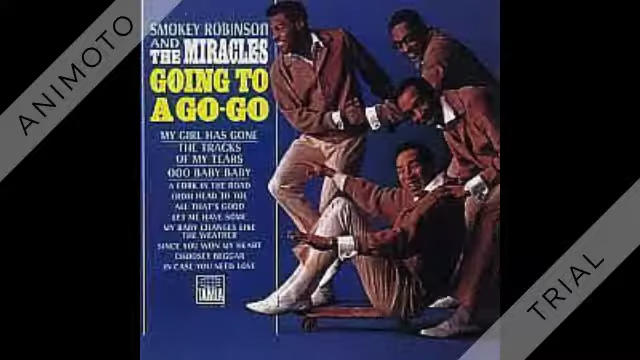 ANIMOTO
SMOKEY ROBINSON
AND
THE MIRACLES
GOING TO
A GO-GO
MY GIRL HAS GONE
THE TRACKS
OF MY TEARS
OOO BABY BABY
A FORK IN THE ROAD
FROM HEAD TO TOE
ALL THAT'S GOOD
LET ME HAVE SOME
MY BABY CHANGES LIKE
THE WEATHER
SINCE YOU WON MY HEART
CHOOSEY BEGGAR
IN CASE YOU NEED LOVE
TAMLA
TRIAL